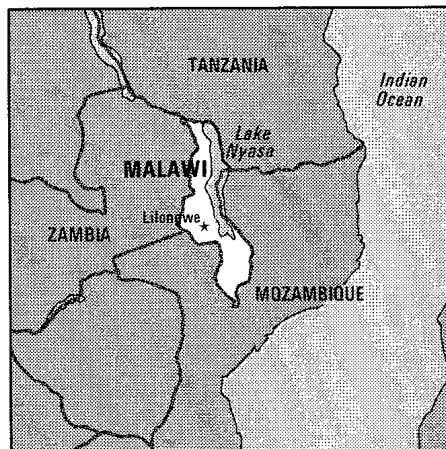 TANZANIA
Indian
Ocean
Lake
Nyasa
MALAWI
Lilongwe
ZAMBIA
MOZAMBIQUE